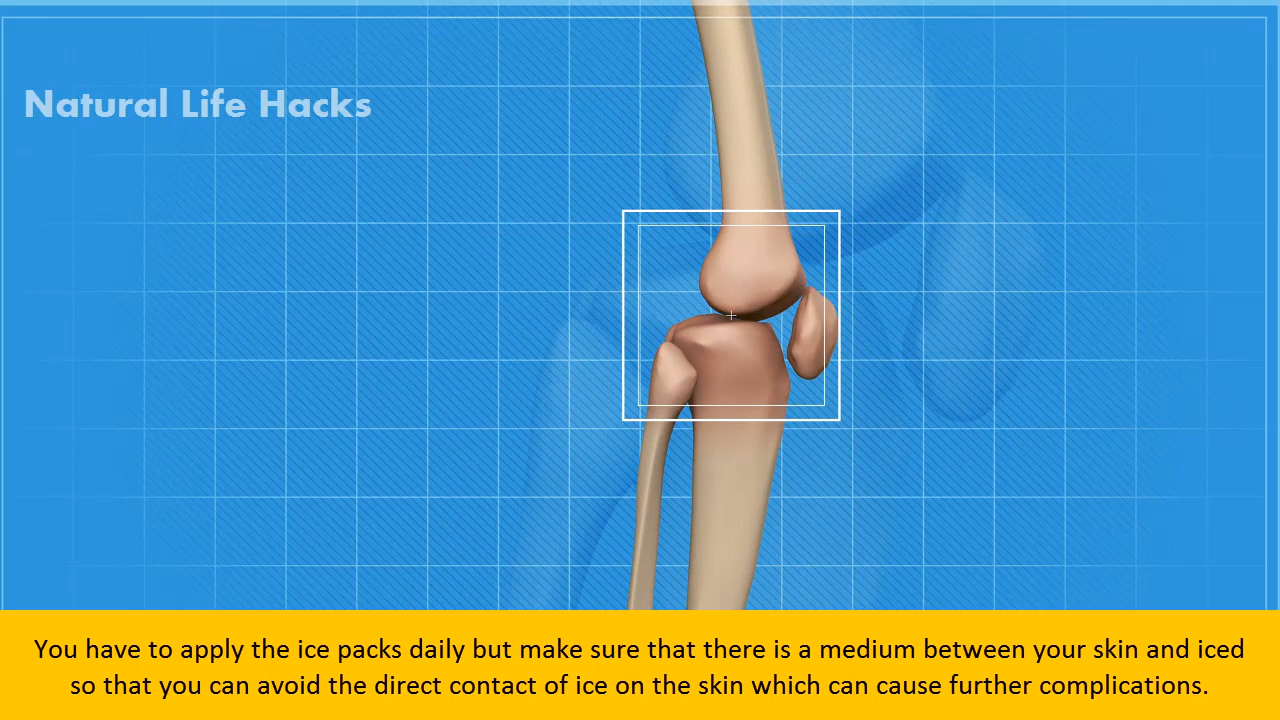 Natural Life Hacks
You have to apply the ice packs daily but make sure that there is a medium between your skin and iced
so that you can avoid the direct contact of ice on the skin which can cause further complications.